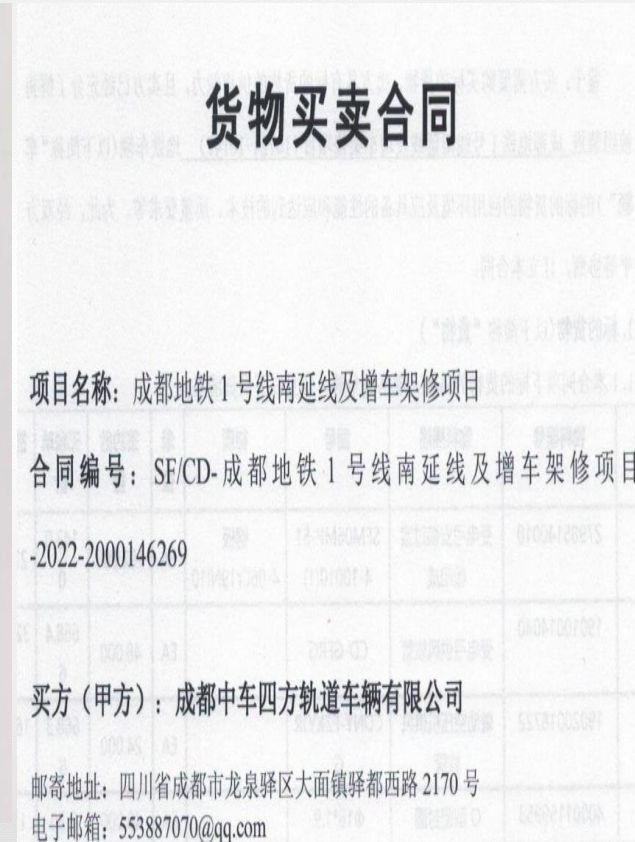 货物买卖合同
项目名称：成都地铁1号线南延线及增车架修项目
合同编号：SF/CD-成都地铁1号线南延线及增车架修项目
-2022-2000146269
买方（甲方）：成都中车四方轨道车辆有限公司
邮寄地址：四川省成都市龙泉驿区大面镇驿都西路2170号
电子邮箱：553887070@qq.com